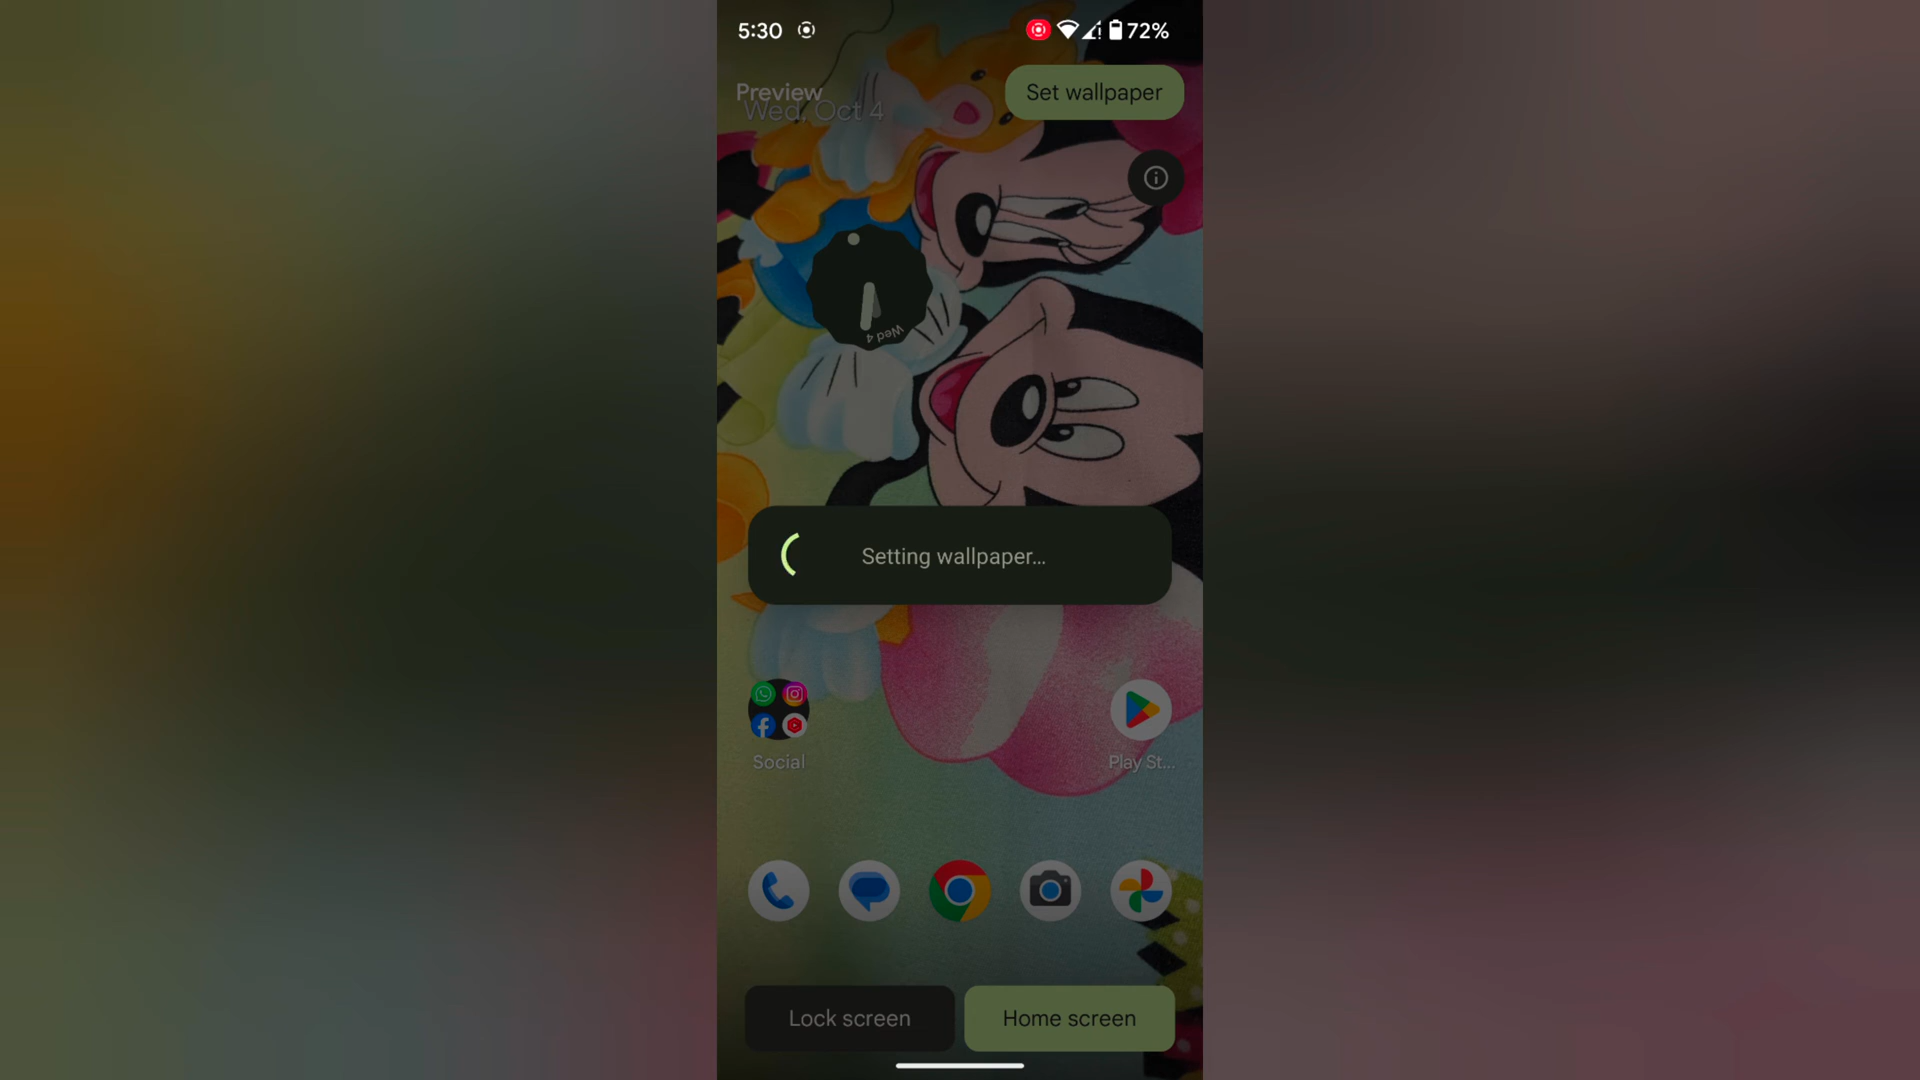 5:30
72%
Preview
Set wallpaper
Wed, Oct 4
Wed 4
Setting wallpaper...
Social
Play St...
Lock screen
Home screen